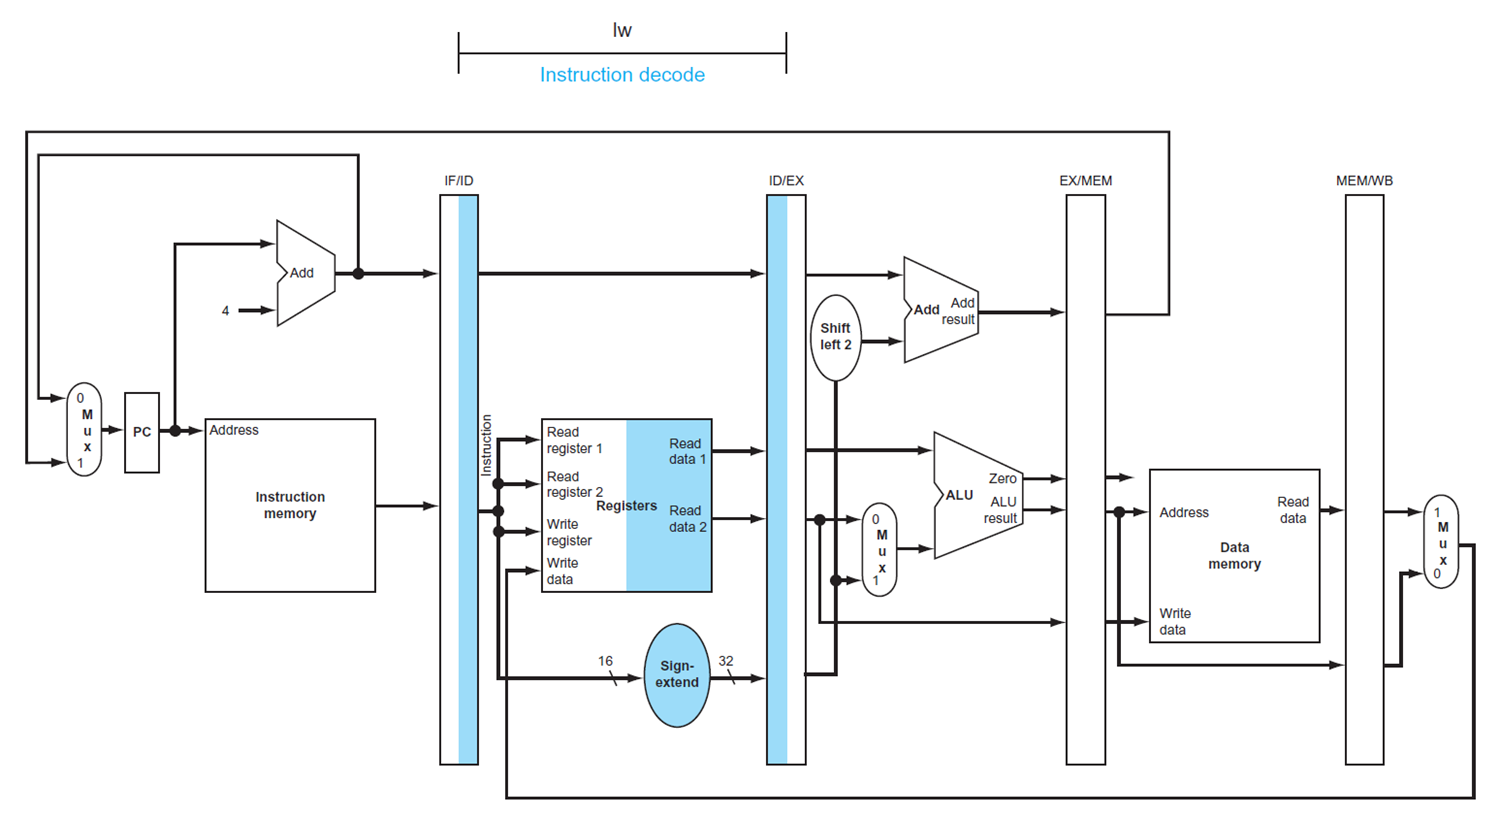 lw
Instruction decode
IF/ID
ID/EX
EX/MEM
MEM/WB
Add
4
0
M
u
x
1
PC
Address
Instruction
memory
Instruction
Read
register 1
Read
register 2
Registers
Write
register
Write
data
Read
data 1
Read
data 2
16
Sign-
extend
32
Shift
left 2
Add
Add
result
0
M
u
x
1
ALU
Zero
ALU
result
Address
Read
data
Data
memory
Write
data
1
M
u
x
0